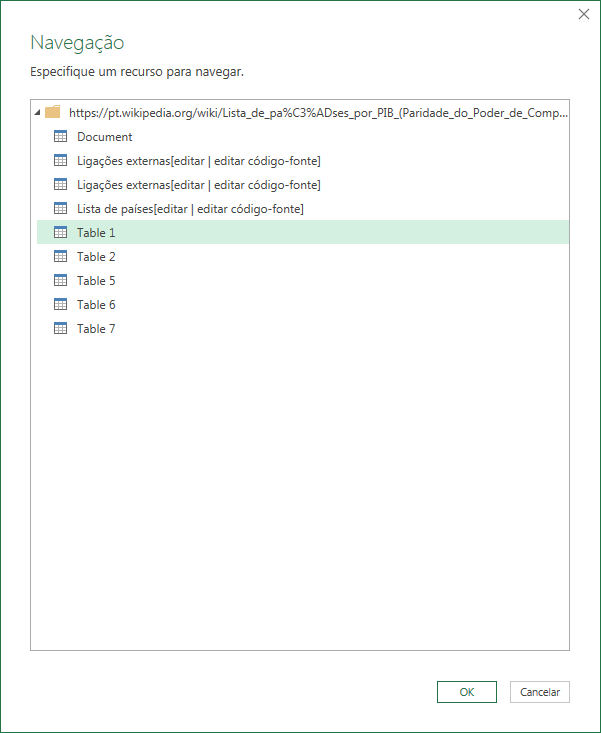 Navegação
Especifique um recurso para navegar.
https://pt.wikipedia.org/wiki/Lista_de_pa%C3%ADses_por_PIB_(Paridade_do_Poder_de_Comp...
Document
Ligações externas[editar | editar código-fonte]
Ligações externas[editar | editar código-fonte]
Lista de países[editar | editar código-fonte]
Table 1
Table 2
Table 5
Table 6
Table 7
OK Cancelar